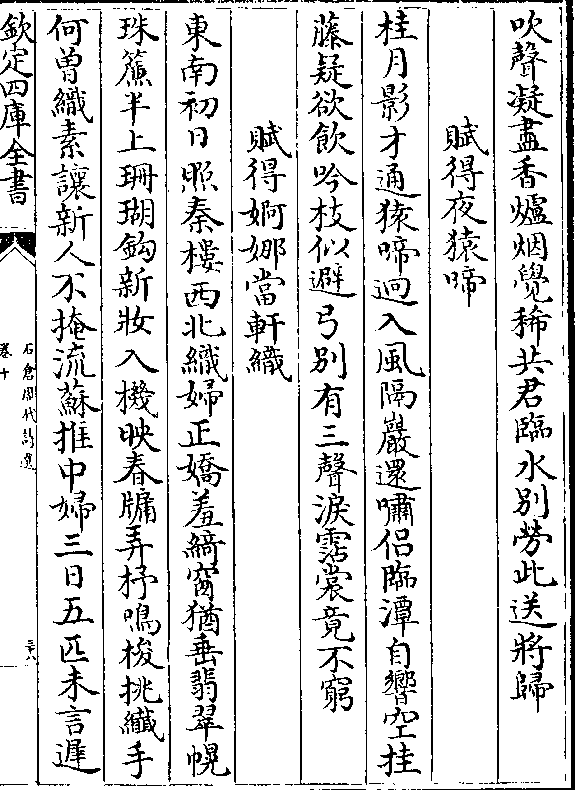 吹聲凝盡香爐烟覺稀共君臨水別勞此送將歸
賦得夜猿啼
桂月影才通猿啼迥入風隔巖還嘯侶臨潭自響空挂
藤疑欲飲吟枝似避弓別有三聲淚霑裳竟不窮
賦得婀娜當軒織
東南初日照秦樓西北織婦正嬌羞綺窗猶垂翡翠幌
珠簾半上珊瑚鈎新妝入機映春牖弄杼鳴梭挑纖手
何曾織素讓新人不掩流蘇推中婦三日五匹未言遲
欽定四庫全書
石倉歷代詩選
卷十
三八